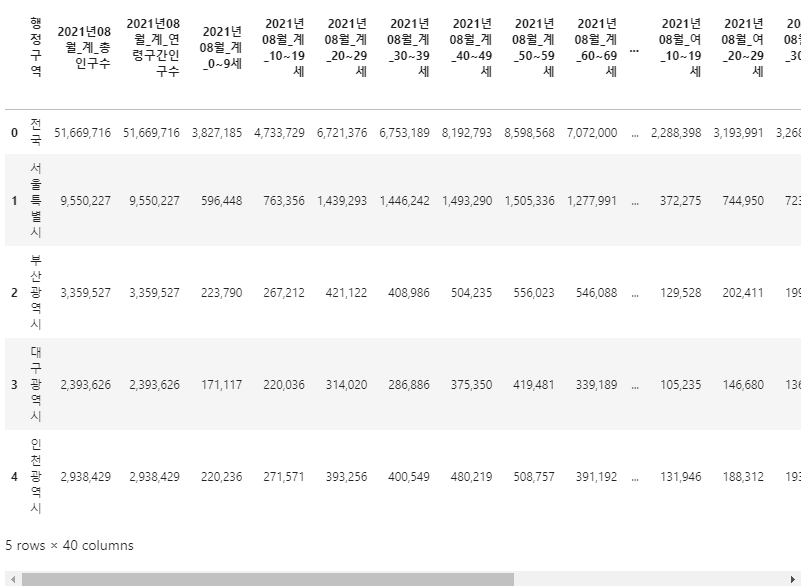 행정구역 2021년08월_계_총인구수 2021년08월_계_연령구간인구수 2021년08월_계_0~9세 2021년08월_계_10~19세 2021년08월_계_20~29세 2021년08월_계_30~39세 2021년08월_계_40~49세 2021년08월_계_50~59세 2021년08월_계_60~69세 ... 2021년08월_여_10~19세 2021년08월_여_20~29세
0 전국 51,669,716 51,669,716 3,827,185 4,733,729 6,721,376 6,753,189 8,192,793 8,598,568 7,072,000 ... 2,288,398 3,193,991 3,268
1 서울특별시 9,550,227 9,550,227 596,448 763,356 1,439,293 1,446,242 1,493,290 1,505,336 1,277,991 ... 372,275 744,950 723
2 부산광역시 3,359,527 3,359,527 223,790 267,212 421,122 408,986 504,235 556,023 546,088 ... 129,528 202,411 199
3 대구광역시 2,393,626 2,393,626 171,117 220,036 314,020 286,886 375,350 419,481 339,189 ... 105,235 146,680 136
4 인천광역시 2,938,429 2,938,429 220,236 271,571 393,256 400,549 480,219 508,757 391,192 ... 131,946 188,312 193
5 rows × 40 columns